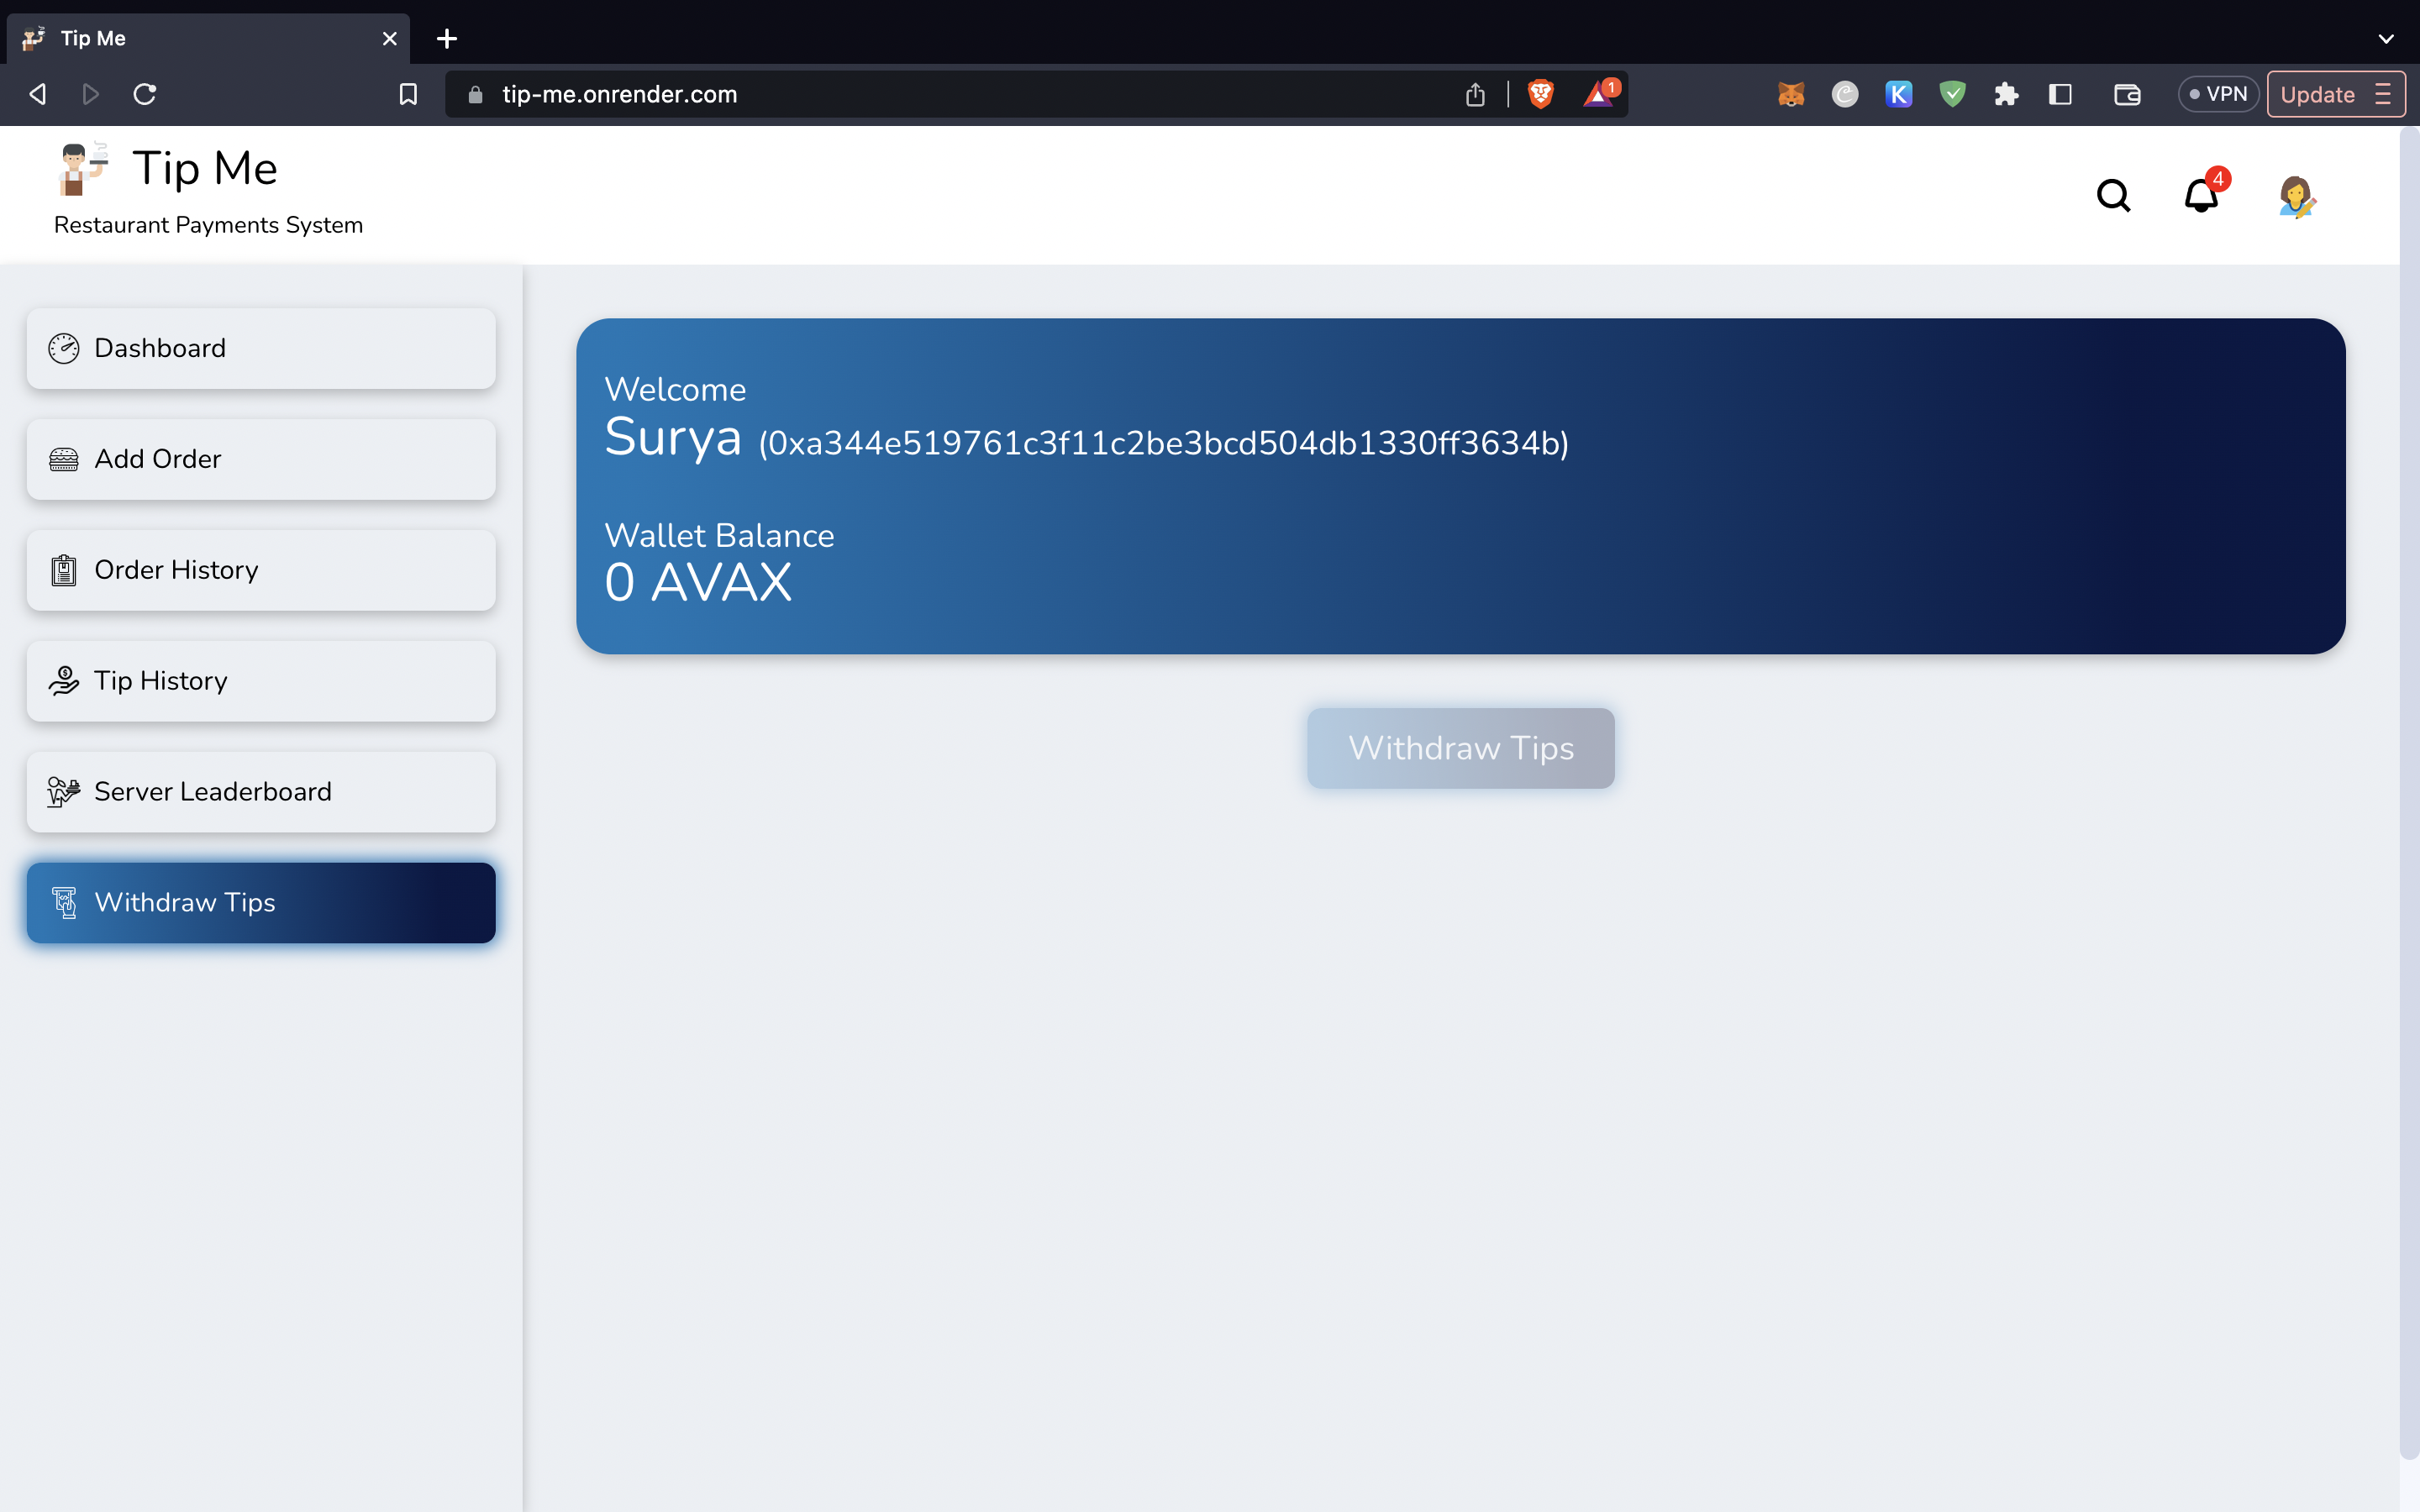 Tip Me
tip-me.onrender.com
1
VPN
Update
Tip Me
Restaurant Payments System
4
Dashboard
Add Order
Order History
Tip History
Server Leaderboard
Withdraw Tips
Welcome
Surya (0xa344e519761c3f11c2be3bcd504db1330ff3634b)
Wallet Balance
0 AVAX
Withdraw Tips